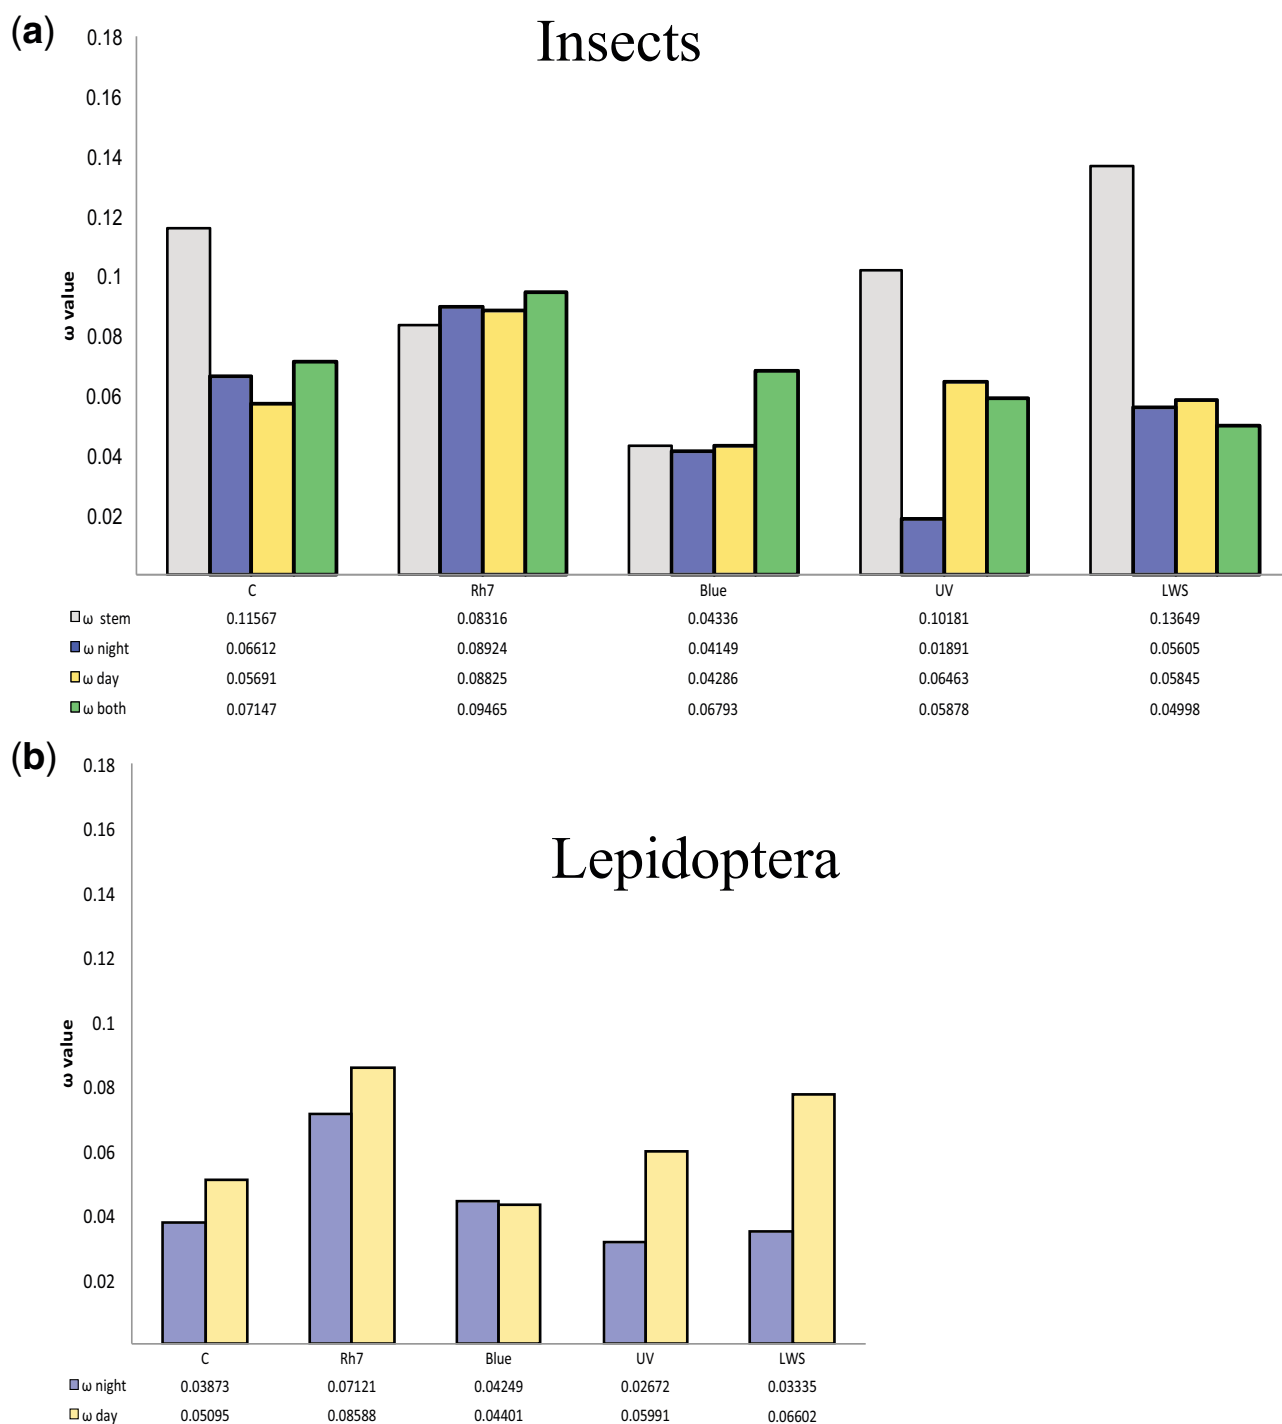 (a)
Insects
0.18
0.16
0.14
0.12
0.1
0.08
0.06
0.04
0.02
ω value
C Rh7 Blue UV LWS
ω stem 0.11567 0.08316 0.04336 0.10181 0.13649
ω night 0.06612 0.08924 0.04149 0.01891 0.05605
ω day 0.05691 0.08825 0.04286 0.06463 0.05845
ω both 0.07147 0.09465 0.06793 0.05878 0.04998
(b)
Lepidoptera
0.18
0.16
0.14
0.12
0.1
0.08
0.06
0.04
0.02
ω value
C Rh7 Blue UV LWS
ω night 0.03873 0.07121 0.04249 0.02672 0.03335
ω day 0.05095 0.08588 0.04401 0.05991 0.06602